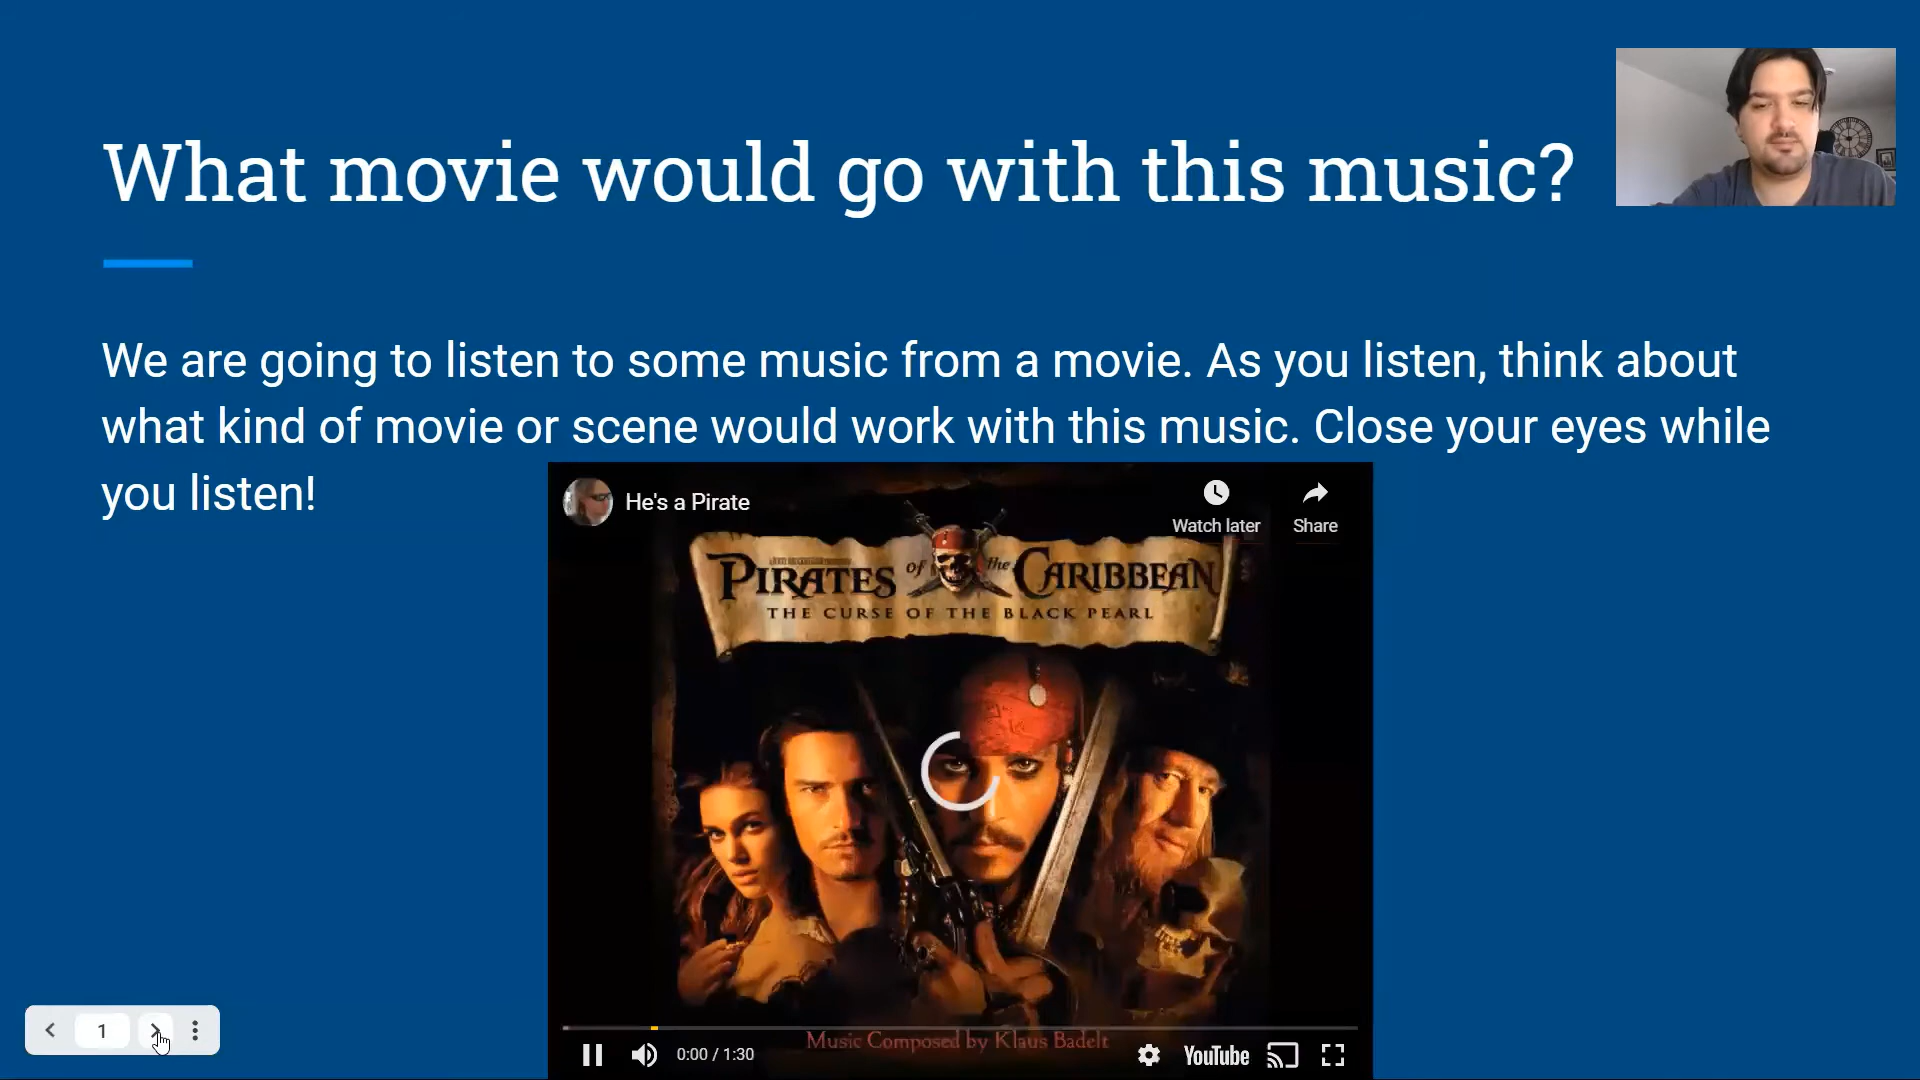 What movie would go with this music?
We are going to listen to some music from a movie. As you listen, think about
what kind of movie or scene would work with this music. Close your eyes while
you listen!
He's a Pirate
Watch later
Share
PIRATES of the CARIBBEAN
THE CURSE OF THE BLACK PEARL
Music Composed by Klaus Badelt
0:00 / 1:30
YouTube
1